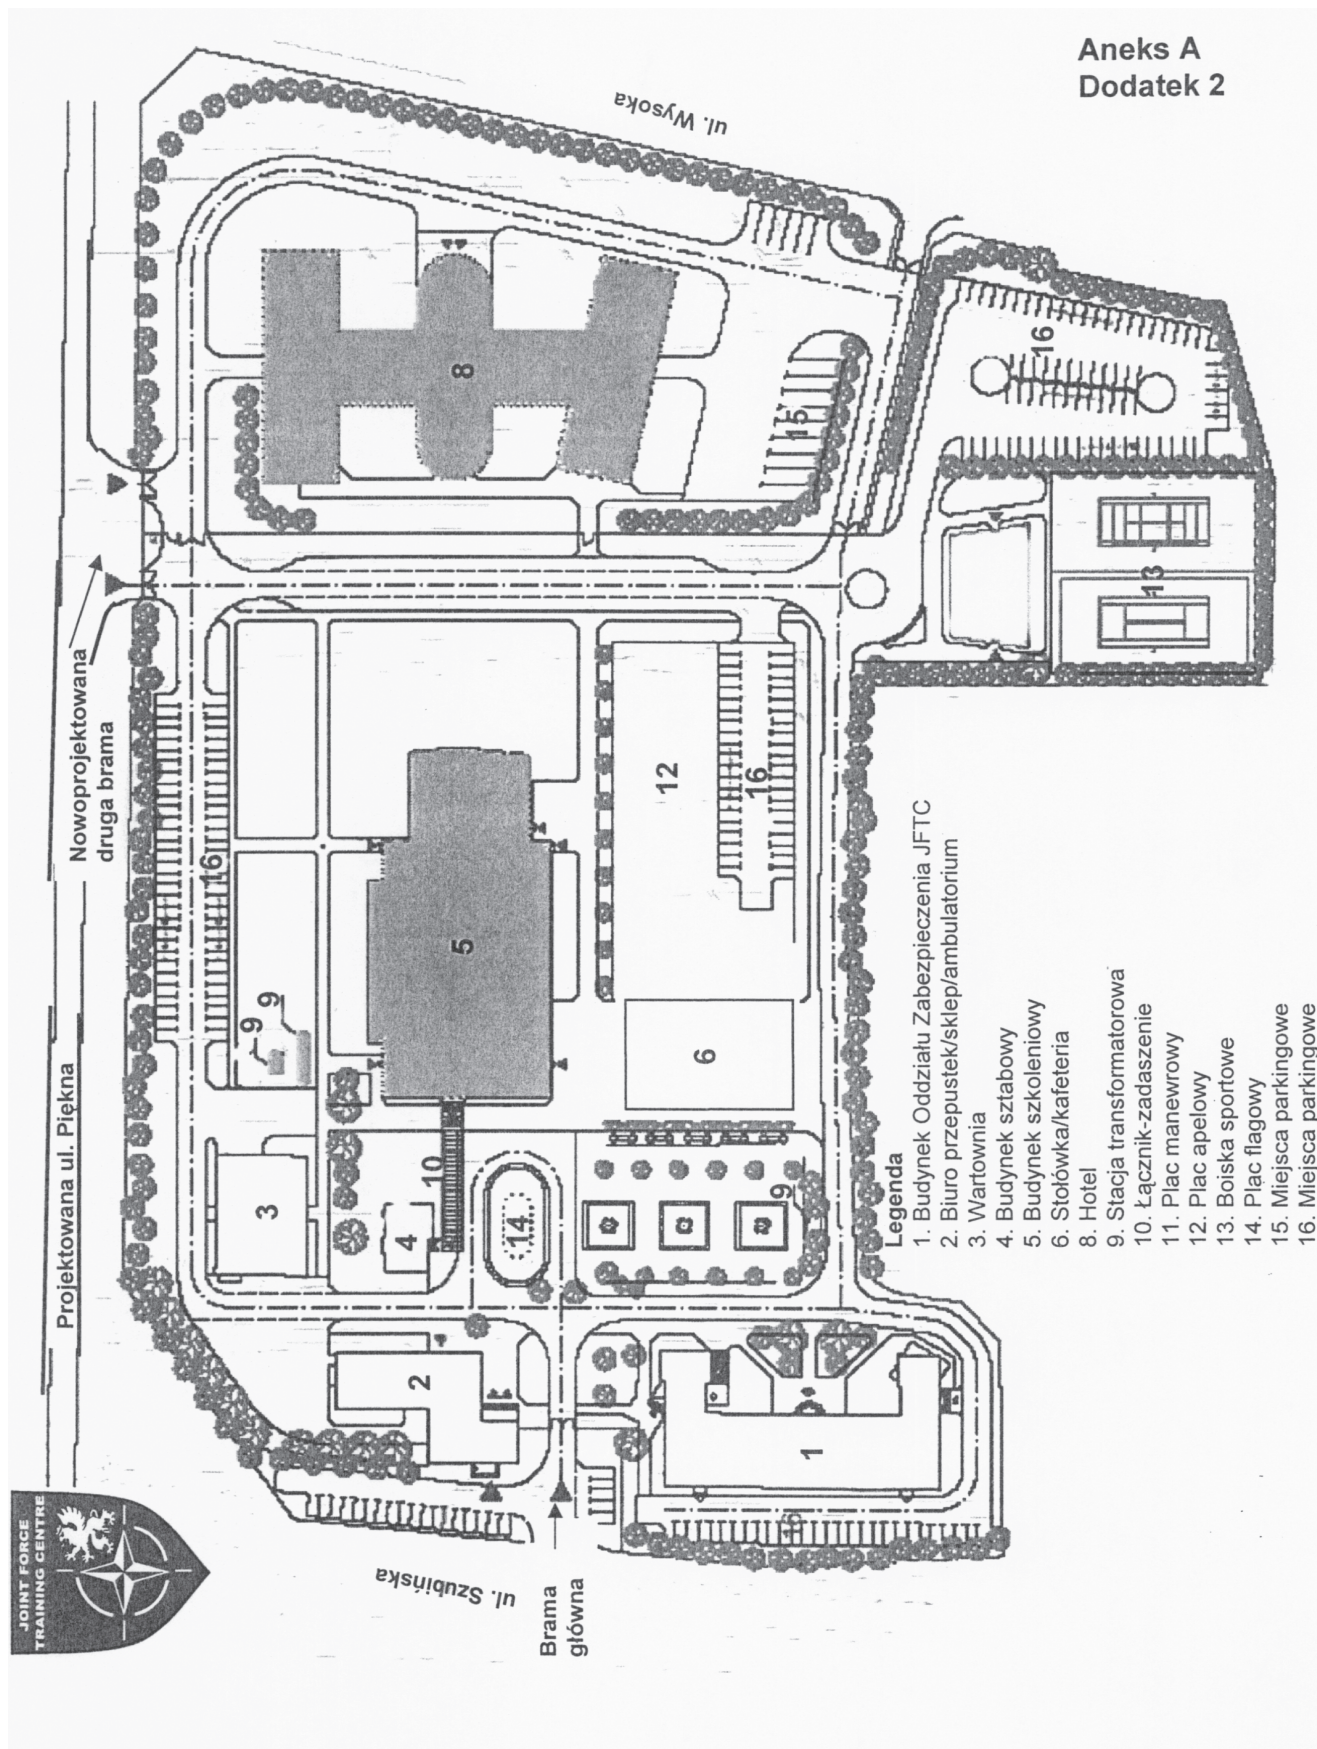 Aneks A
Dodatek 2
JOINT FORCE
TRAINING CENTRE
Projektowana ul. Piękna
Nowoprojektowana
druga brama
ul. Wysoka
ul. Szubińska
Brama
główna
8
15
15
16
16
16
13
12
5
9
9
9
6
3
4
10
14
2
1
Legenda
1. Budynek Oddziału Zabezpieczenia JFTC
2. Biuro przepustek/sklep/ambulatorium
3. Wartownia
4. Budynek sztabowy
5. Budynek szkoleniowy
6. Stołówka/kafeteria
8. Hotel
9. Stacja transformatorowa
10. Łącznik-zadaszenie
11. Plac manewrowy
12. Plac apelowy
13. Boiska sportowe
14. Plac flagowy
15. Miejsca parkingowe
16. Miejsca parkingowe